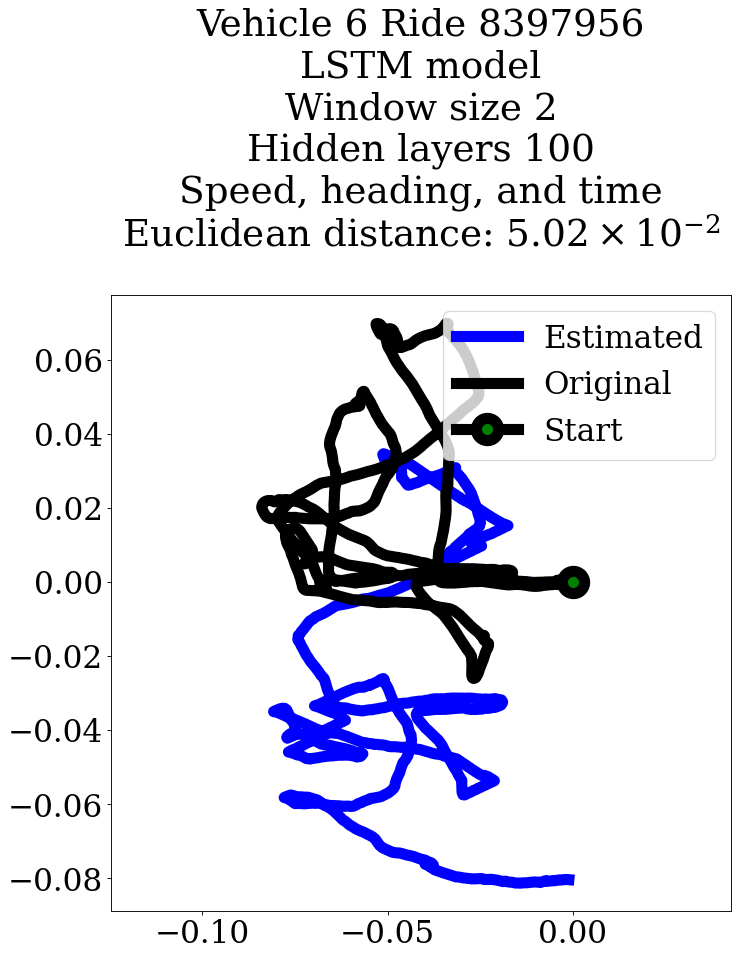 Vehicle 6 Ride 8397956
LSTM model
Window size 2
Hidden layers 100
Speed, heading, and time
Euclidean distance: 5.02 × 10⁻²
Estimated
Original
Start
0.06
0.04
0.02
0.00
−0.02
−0.04
−0.06
−0.08
−0.10 −0.05 0.00